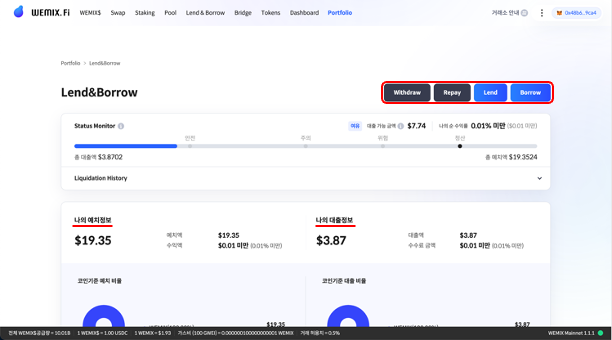 WEMIX.Fi WEMIX$ Swap Staking Pool Lend & Borrow Bridge Tokens Dashboard Portfolio 거래소 안내 0x48b6...9ca4
Portfolio > Lend&Borrow
Lend&Borrow
Withdraw Repay Lend Borrow
Status Monitor 여유 대출 가능 금액 $7.74 나의 순 수익률 0.01% 미만 ($0.01 미만)
안전 주의 위험 청산
총 대출액 $3.8702 총 예치액 $19.3524
Liquidation History
나의 예치정보 나의 대출정보
$19.35 예치액 $19.35 $3.87 대출액 $3.87
수익액 $0.01 미만 (0.01% 미만) 수수료 금액 $0.01 미만 (0.01% 미만)
코인기준 예치 비율 코인기준 대출 비율
$19.35 $3.87
전체 WEMIX$공급량 = 10,018 1 WEMIX$ = 1.00 USDC 1 WEMIX = $1.93 가스비 (100 GWEI) = 0.000000100000000001 WEMIX 거래 허용치 = 0.5% WEMIX Mainnet 1.1.1